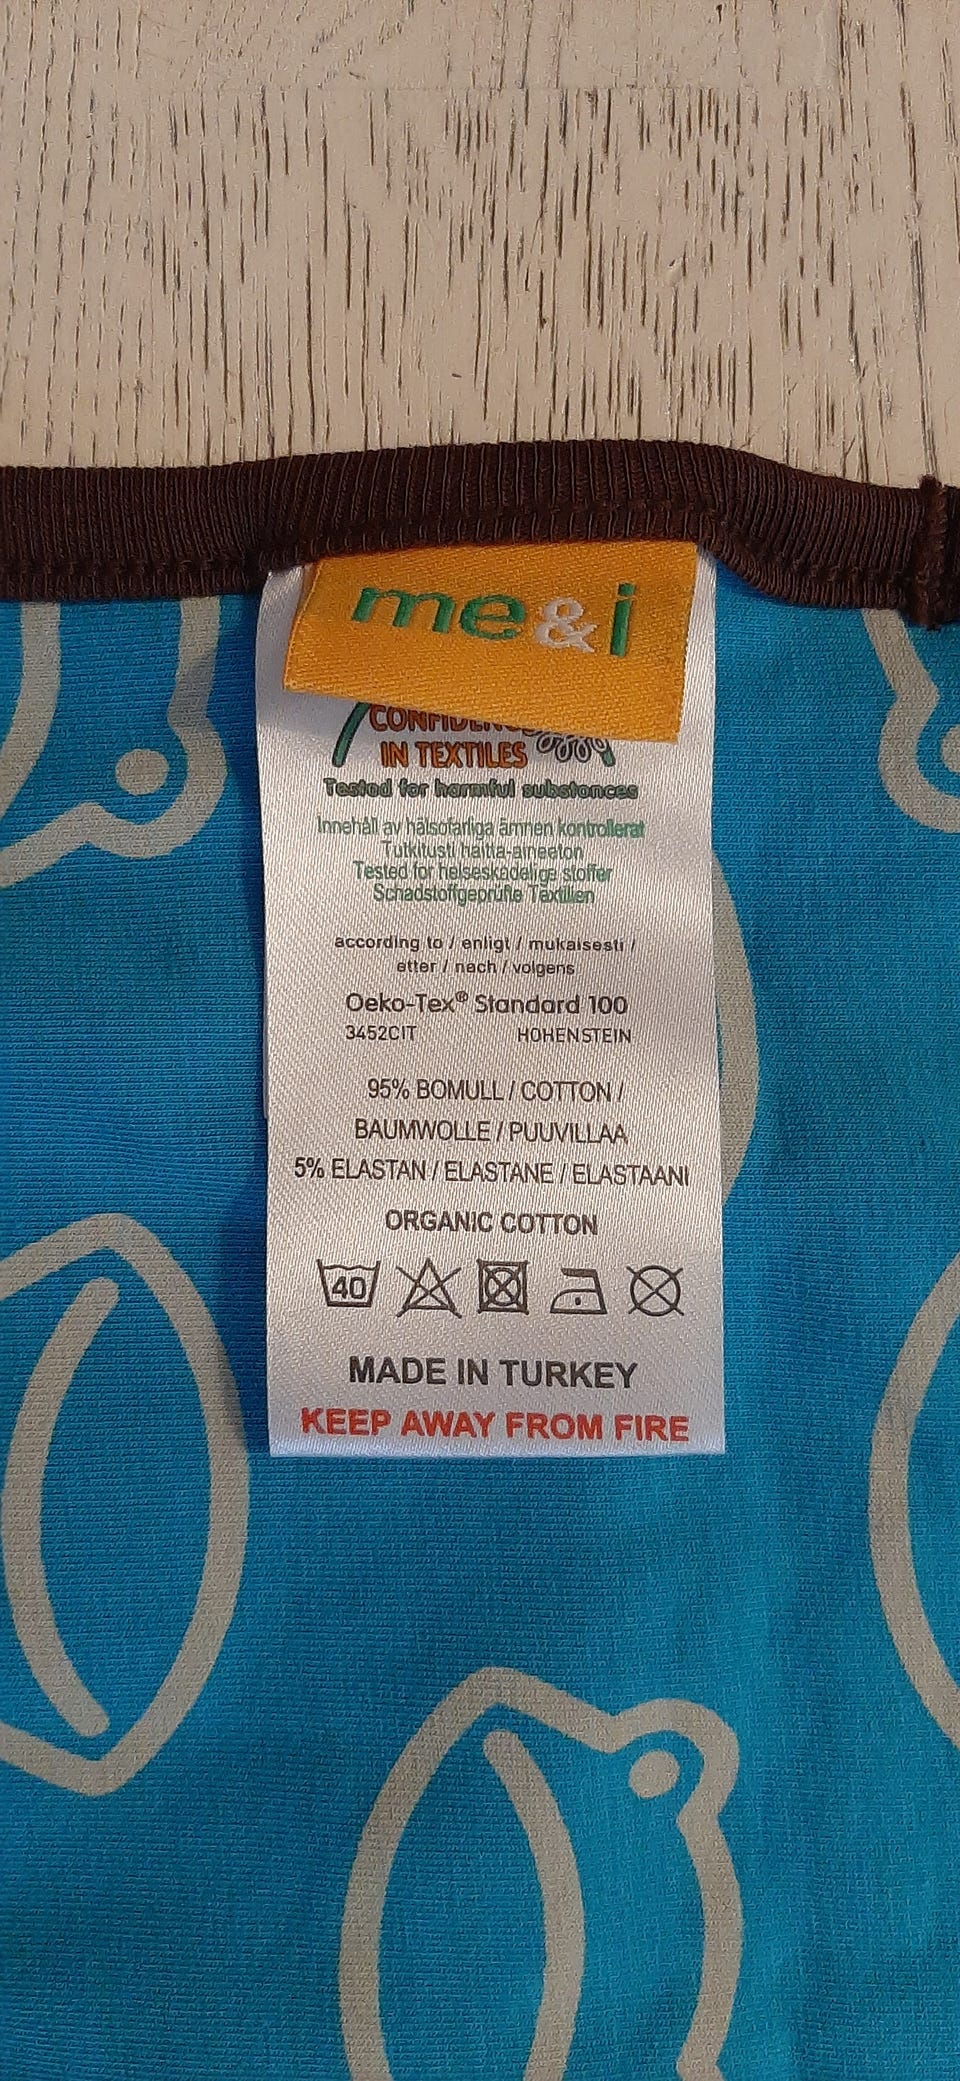 me&i
CONFIDENCE
IN TEXTILES
Tested for harmful substances
Innehåll av hälsofarliga ämnen kontrollerat
Tutkitusti haitta-aineeton
Tested for helseskadelige stoffer
Schadstoffgeprüfte Textilien
according to / enligt / mukaisesti /
etter / nach / volgens
Oeko-Tex® Standard 100
3452CIT HOHENSTEIN
95% BOMULL / COTTON /
BAUMWOLLE / PUUVILLAA
5% ELASTAN / ELASTANE / ELASTAANI
ORGANIC COTTON
40
MADE IN TURKEY
KEEP AWAY FROM FIRE